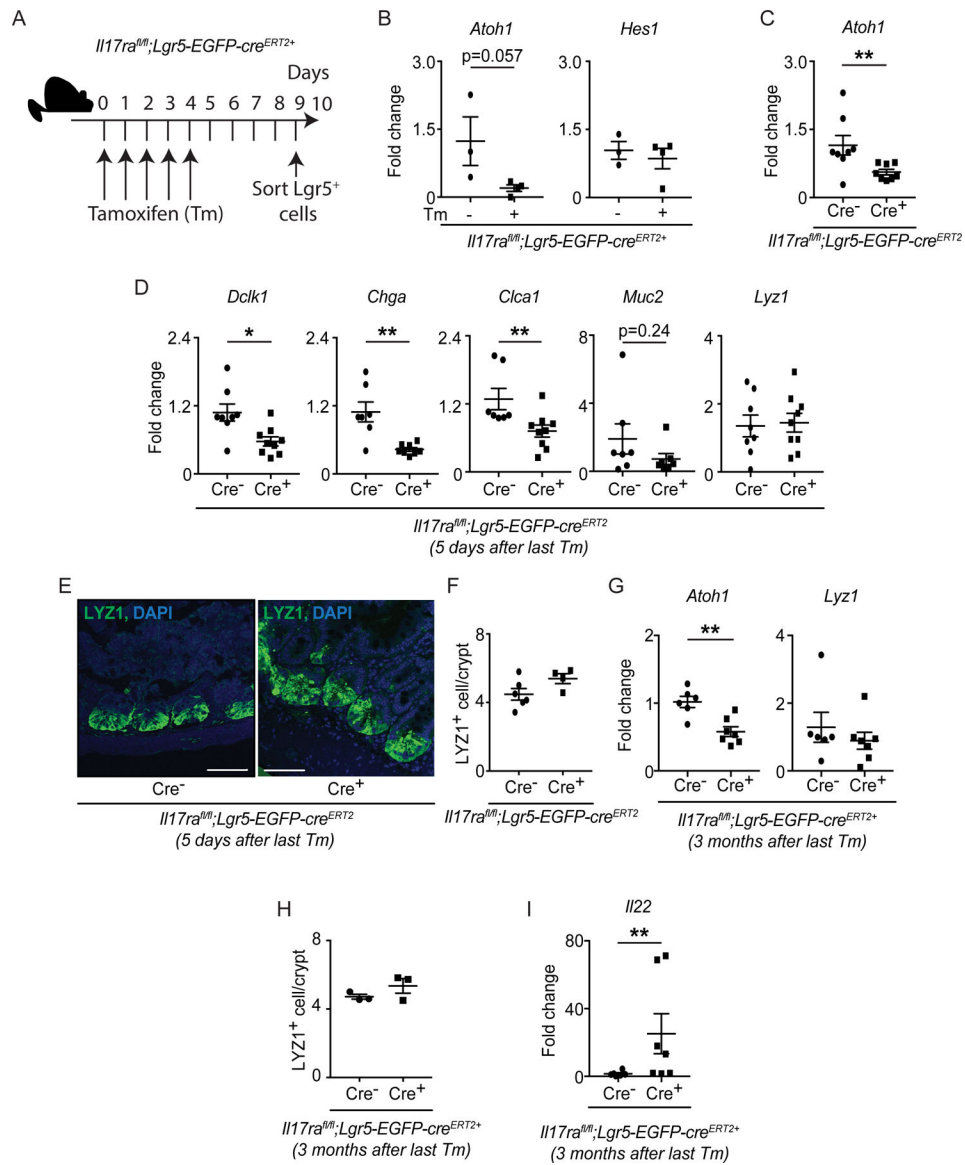 A
Il17ra^fl/fl;Lgr5-EGFP-cre^ERT2+
Days
0 1 2 3 4 5 6 7 8 9 10
Tamoxifen (Tm)
Sort Lgr5+
cells
B
Atoh1
Hes1
p=0.057
Fold change
3.0
1.5
0
3.0
1.5
0
Tm - + - +
Il17ra^fl/fl;Lgr5-EGFP-cre^ERT2+
C
Atoh1
**
Fold change
3.0
1.5
0
Cre- Cre+
Il17ra^fl/fl;Lgr5-EGFP-cre^ERT2
D
Dclk1 Chga Clca1 Muc2 Lyz1
* ** ** p=0.24
Fold change
2.4 2.4 2.4 8 4
1.2 1.2 1.2 4 2
0 0 0 0 0
Cre- Cre+ Cre- Cre+ Cre- Cre+ Cre- Cre+ Cre- Cre+
Il17ra^fl/fl;Lgr5-EGFP-cre^ERT2
(5 days after last Tm)
E
LYZ1, DAPI LYZ1, DAPI
Cre- Cre+
Il17ra^fl/fl;Lgr5-EGFP-cre^ERT2
(5 days after last Tm)
F
LYZ1+ cell/crypt
8
4
0
Cre- Cre+
Il17ra^fl/fl;Lgr5-EGFP-cre^ERT2
G
Atoh1 Lyz1
**
Fold change
2 4
1 2
0 0
Cre- Cre+ Cre- Cre+
Il17ra^fl/fl;Lgr5-EGFP-cre^ERT2+
(3 months after last Tm)
H
LYZ1+ cell/crypt
8
4
0
Cre- Cre+
Il17ra^fl/fl;Lgr5-EGFP-cre^ERT2+
(3 months after last Tm)
I
Il22
**
Fold change
80
40
0
Cre- Cre+
Il17ra^fl/fl;Lgr5-EGFP-cre^ERT2+
(3 months after last Tm)